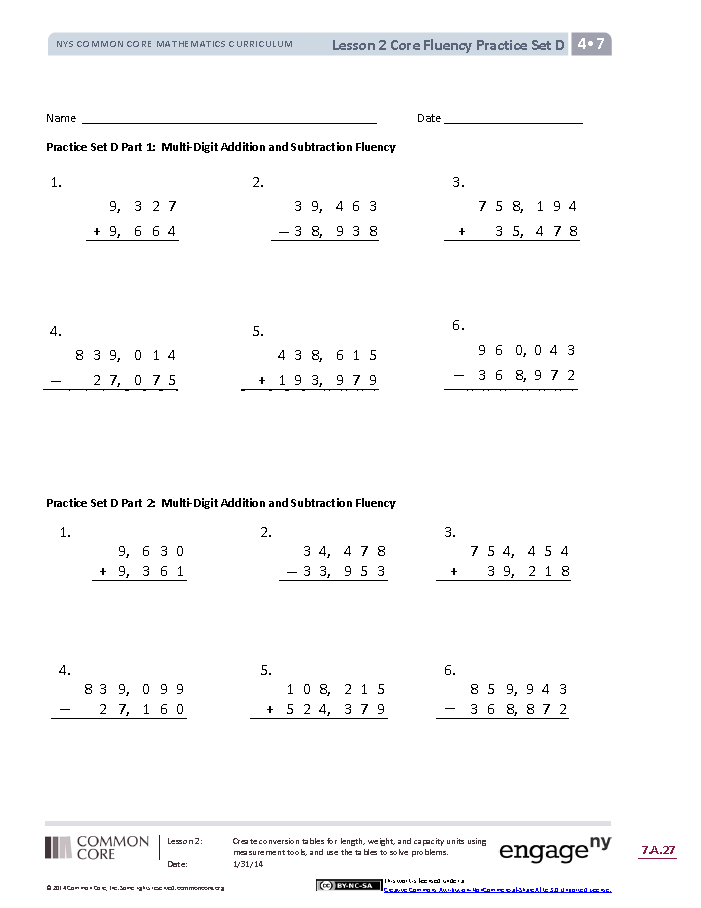 NYS COMMON CORE MATHEMATICS CURRICULUM Lesson 2 Core Fluency Practice Set D 4•7
Name ______ Date ______
Practice Set D Part 1: Multi-Digit Addition and Subtraction Fluency
1. 2. 3.
9, 3 2 7 3 9, 4 6 3 7 5 8, 1 9 4
+ 9, 6 6 4 — 3 8, 9 3 8 + 3 5, 4 7 8
4. 5. 6.
8 3 9, 0 1 4 4 3 8, 6 1 5 9 6 0, 0 4 3
— 2 7, 0 7 5 + 1 9 3, 9 7 9 — 3 6 8, 9 7 2
Practice Set D Part 2: Multi-Digit Addition and Subtraction Fluency
1. 2. 3.
9, 6 3 0 3 4, 4 7 8 7 5 4, 4 5 4
+ 9, 3 6 1 — 3 3, 9 5 3 + 3 9, 2 1 8
4. 5. 6.
8 3 9, 0 9 9 1 0 8, 2 1 5 8 5 9, 9 4 3
— 2 7, 1 6 0 + 5 2 4, 3 7 9 — 3 6 8, 8 7 2
COMMON CORE
Lesson 2: Create conversion tables for length, weight, and capacity units using
measurement tools, and use the tables to solve problems.
Date: 1/31/14
engage ny
7.A.27
© 2014 Common Core, Inc. Some rights reserved. commoncore.org
CC BY-NC-SA
This work is licensed under a
Creative Commons Attribution-NonCommercial-ShareAlike 3.0 Unported License.